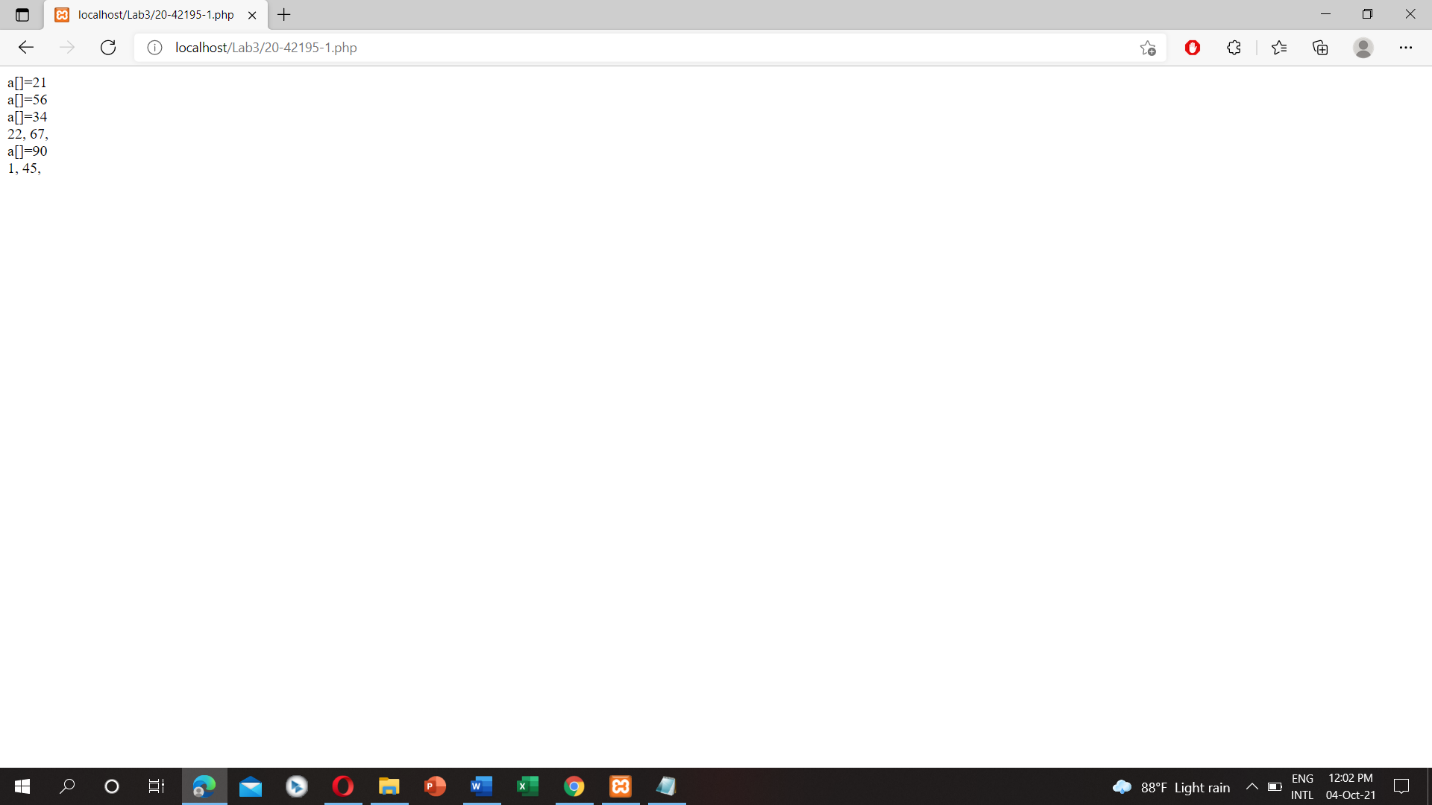 localhost/Lab3/20-42195-1.php
localhost/Lab3/20-42195-1.php
a[]=21
a[]=56
a[]=34
22, 67,
a[]=90
1, 45,
88°F Light rain
ENG
INTL
12:02 PM
04-Oct-21